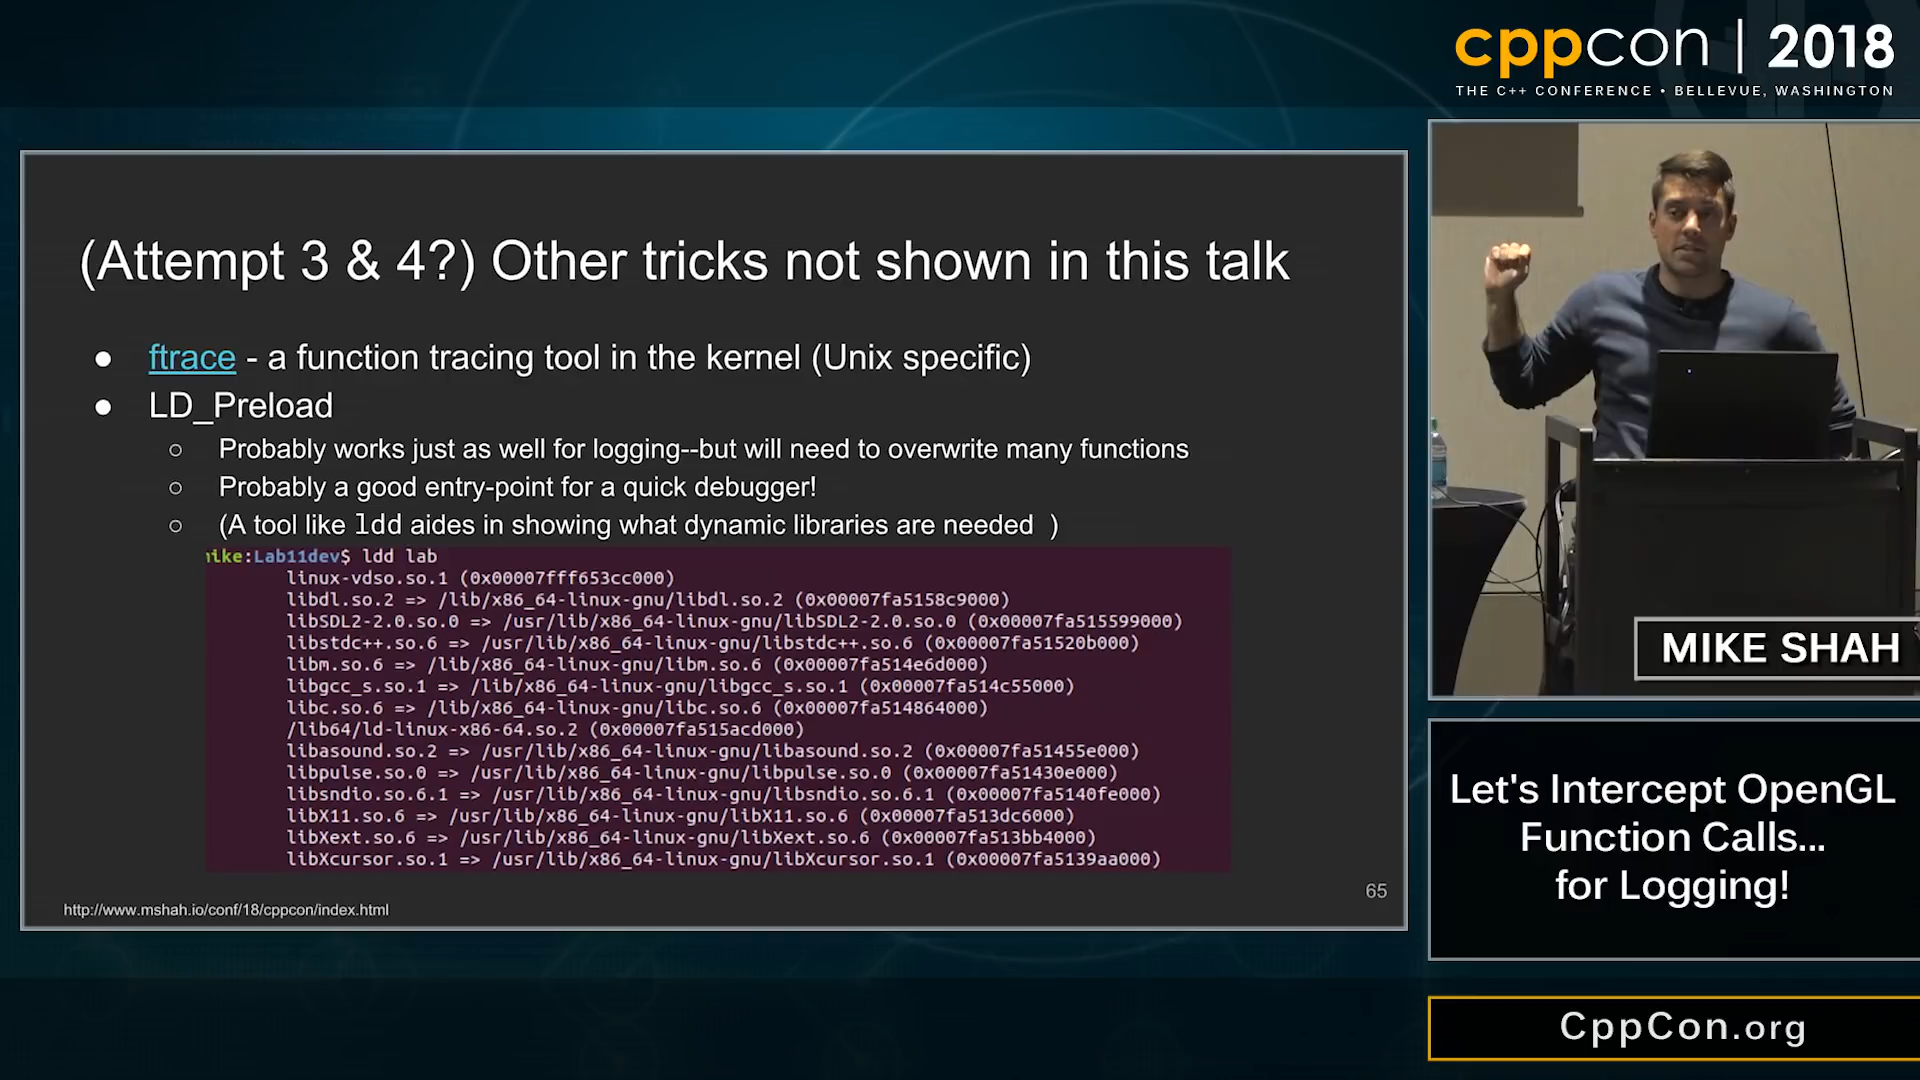 cppcon | 2018
THE C++ CONFERENCE • BELLEVUE, WASHINGTON
(Attempt 3 & 4?) Other tricks not shown in this talk
● ftrace - a function tracing tool in the kernel (Unix specific)
● LD_Preload
○ Probably works just as well for logging--but will need to overwrite many functions
○ Probably a good entry-point for a quick debugger!
○ (A tool like ldd aides in showing what dynamic libraries are needed )
mike:Lab11dev$ ldd lab
linux-vdso.so.1 (0x00007fff653cc000)
libdl.so.2 => /lib/x86_64-linux-gnu/libdl.so.2 (0x00007fa5158c9000)
libSDL2-2.0.so.0 => /usr/lib/x86_64-linux-gnu/libSDL2-2.0.so.0 (0x00007fa515599000)
libstdc++.so.6 => /usr/lib/x86_64-linux-gnu/libstdc++.so.6 (0x00007fa51520b000)
libm.so.6 => /lib/x86_64-linux-gnu/libm.so.6 (0x00007fa514e6d000)
libgcc_s.so.1 => /lib/x86_64-linux-gnu/libgcc_s.so.1 (0x00007fa514c55000)
libc.so.6 => /lib/x86_64-linux-gnu/libc.so.6 (0x00007fa514864000)
/lib64/ld-linux-x86-64.so.2 (0x00007fa515acd000)
libasound.so.2 => /usr/lib/x86_64-linux-gnu/libasound.so.2 (0x00007fa51455e000)
libpulse.so.0 => /usr/lib/x86_64-linux-gnu/libpulse.so.0 (0x00007fa51430e000)
libsndio.so.6.1 => /usr/lib/x86_64-linux-gnu/libsndio.so.6.1 (0x00007fa5140fe000)
libX11.so.6 => /usr/lib/x86_64-linux-gnu/libX11.so.6 (0x00007fa513dc6000)
libXext.so.6 => /usr/lib/x86_64-linux-gnu/libXext.so.6 (0x00007fa513bb4000)
libXcursor.so.1 => /usr/lib/x86_64-linux-gnu/libXcursor.so.1 (0x00007fa5139aa000)
65
http://www.mshah.io/conf/18/cppcon/index.html
MIKE SHAH
Let's Intercept OpenGL
Function Calls...
for Logging!
CppCon.org